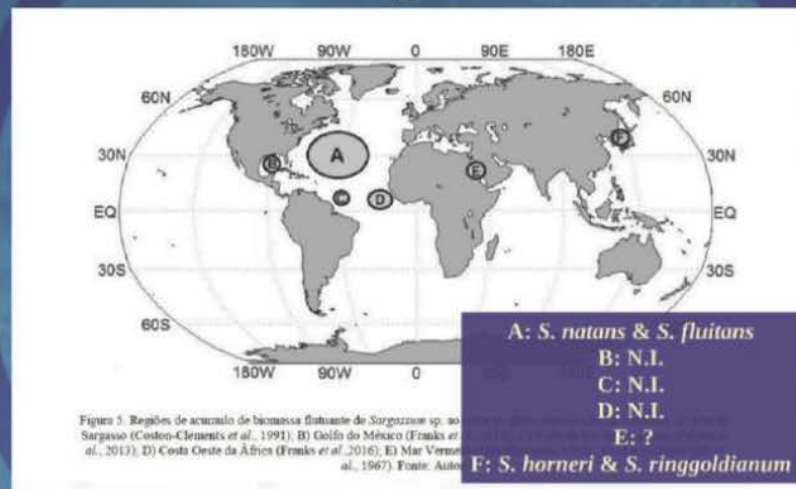 180W 90W 0 90E 180E
60N 60N
30N 30N
EQ EQ
30S 30S
60S
180W 90W 0
A
B
C
D
E
F
A: S. natans & S. fluitans
B: N.I.
C: N.I.
D: N.I.
E: ?
F: S. horneri & S. ringgoldianum
Figura 5. Regiões de acumulo de biomassa flutuante de Sargassum sp. ao
Sargasso (Coston-Clements et al., 1991); B) Golfo do México (Franks et
al., 2013); D) Costa Oeste da África (Franks et al .2016); E) Mar
al., 1967). Fonte: